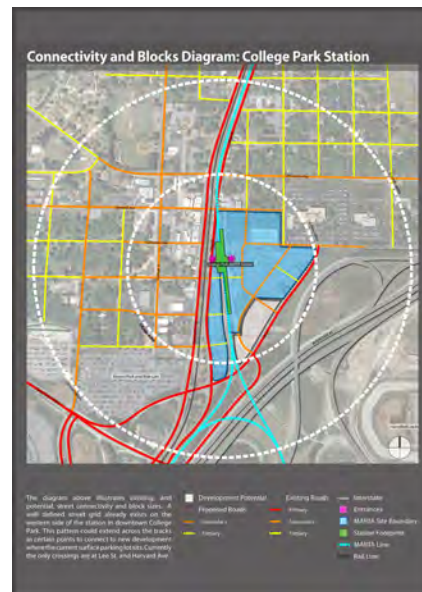 Connectivity and Blocks Diagram: College Park Station
The diagram above illustrates existing, and
potential, street connectivity and block sizes. A
well defined street grid already exists on the
western side of the station in downtown College
Park. This pattern could extend across the tracks
at certain points to connect to new development
where the current surface parking lot sits. Currently
the only crossings are at Lee St. and Harvard Ave.
Development Potential
Proposed Roads
Secondary
Tertiary
Existing Roads
Primary
Secondary
Tertiary
Interstate
Entrances
MARTA Site Boundary
Station Footprint
MARTA Line
Rail Line